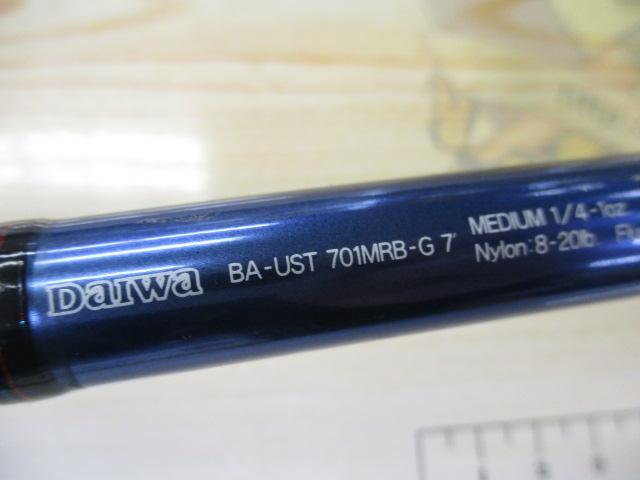 Daiwa BA-UST 701MRB-G 7'
MEDIUM 1/4-1oz
Nylon:8-20lb.